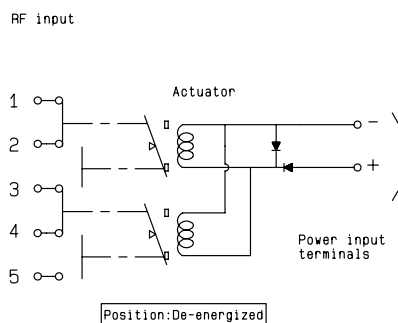 RF input
Actuator
1
2
3
4
5
−
+
Power input
terminals
Position:De-energized